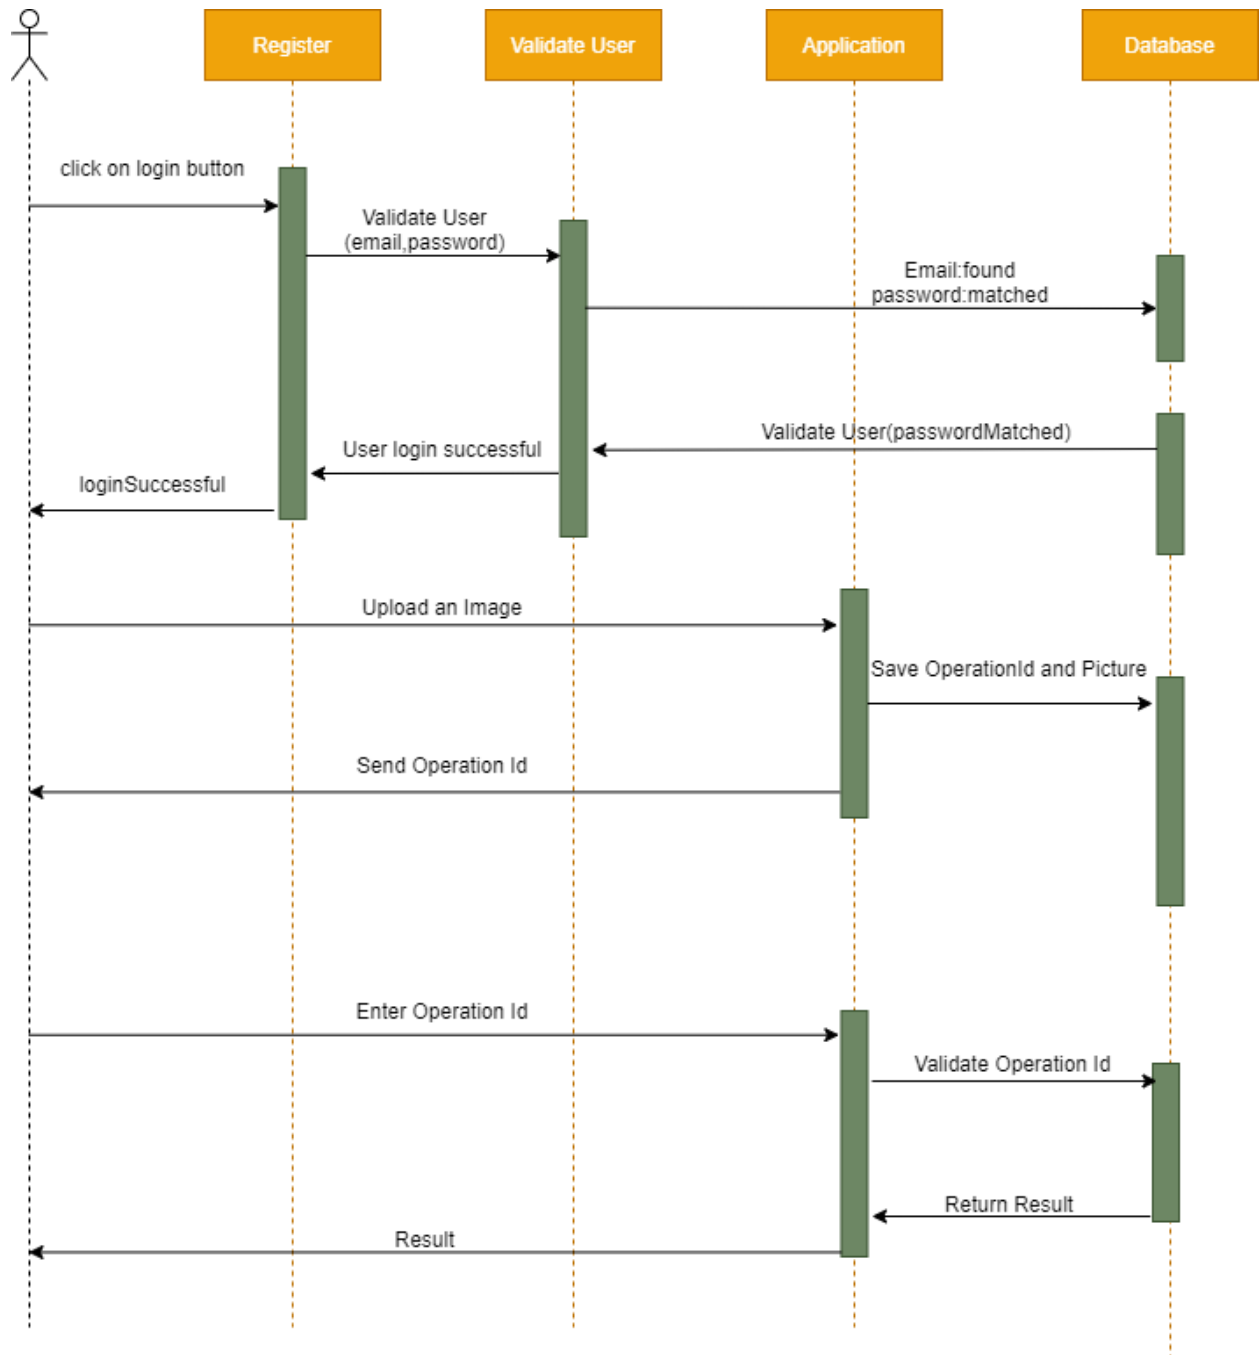 Register
Validate User
Application
Database
click on login button
Validate User
(email,password)
Email:found
password:matched
Validate User(passwordMatched)
User login successful
loginSuccessful
Upload an Image
Save OperationId and Picture
Send Operation Id
Enter Operation Id
Validate Operation Id
Return Result
Result